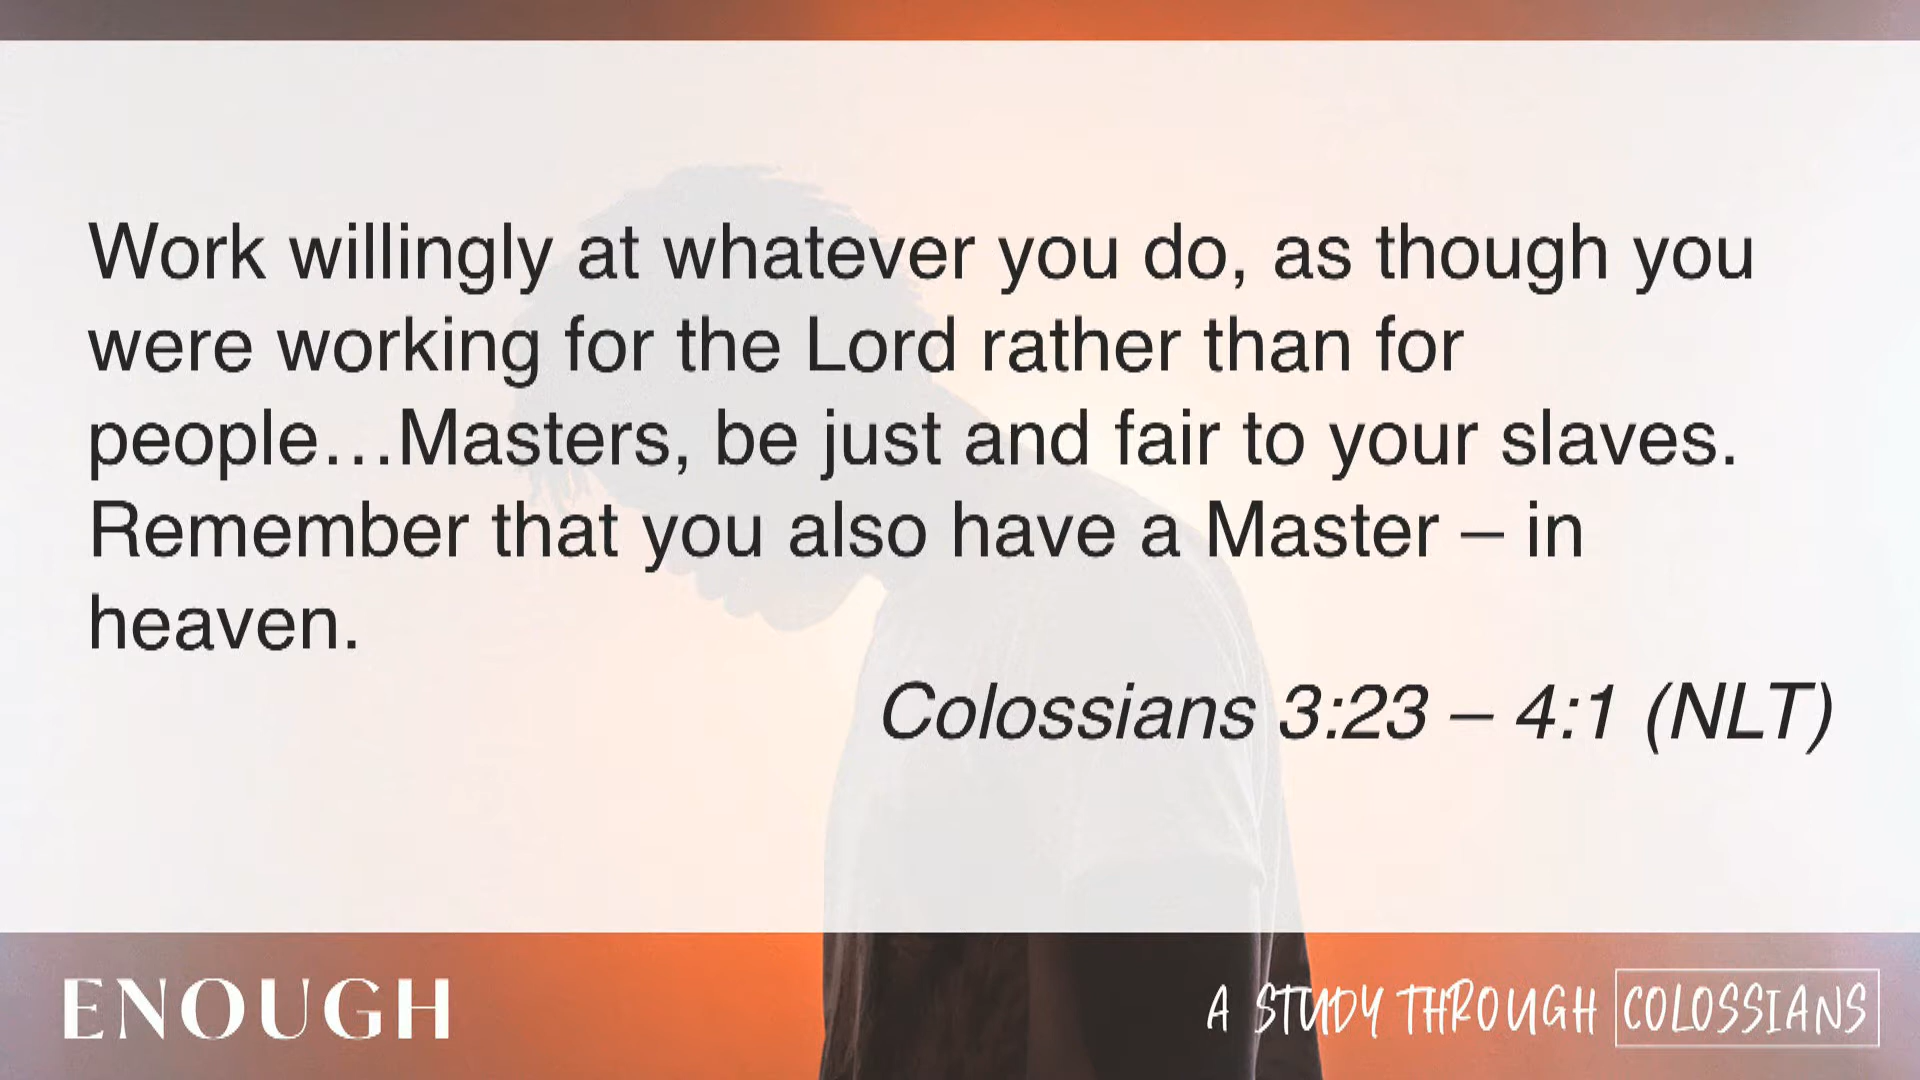 Work willingly at whatever you do, as though you
were working for the Lord rather than for
people…Masters, be just and fair to your slaves.
Remember that you also have a Master – in
heaven.
Colossians 3:23 – 4:1 (NLT)
ENOUGH
A STUDY THROUGH COLOSSIANS